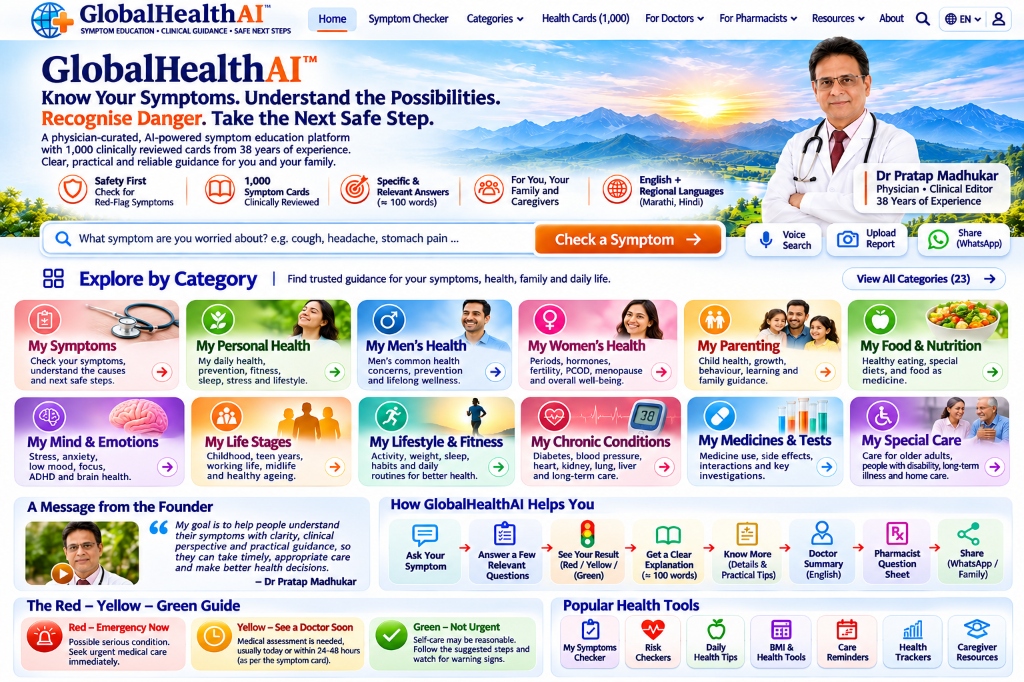 GlobalHealthAI™
SYMPTOM EDUCATION • CLINICAL GUIDANCE • SAFE NEXT STEPS
Home
Symptom Checker
Categories
Health Cards (1,000)
For Doctors
For Pharmacists
Resources
About
EN
GlobalHealthAI™
Know Your Symptoms. Understand the Possibilities.
Recognise Danger. Take the Next Safe Step.
A physician-curated, AI-powered symptom education platform
with 1,000 clinically reviewed cards from 38 years of experience.
Clear, practical and reliable guidance for you and your family.
Safety First
Check for
Red-Flag Symptoms
1,000
Symptom Cards
Clinically Reviewed
Specific &
Relevant Answers
(≈ 100 words)
For You, Your
Family and
Caregivers
English +
Regional Languages
(Marathi, Hindi)
Dr Pratap Madhukar
Physician • Clinical Editor
38 Years of Experience
What symptom are you worried about? e.g. cough, headache, stomach pain ...
Check a Symptom →
Voice
Search
Upload
Report
Share
(WhatsApp)
Explore by Category
Find trusted guidance for your symptoms, health, family and daily life.
View All Categories (23) →
My Symptoms
Check your symptoms,
understand the causes
and next safe steps.
My Personal Health
My daily health,
prevention, fitness,
sleep, stress and lifestyle.
My Men's Health
Men's common health
concerns, prevention
and lifelong wellness.
My Women's Health
Periods, hormones,
fertility, PCOD, menopause
and overall well-being.
My Parenting
Child health, growth,
behaviour, learning and
family guidance.
My Food & Nutrition
Healthy eating, special
diets, and food as
medicine.
My Mind & Emotions
Stress, anxiety,
low mood, focus,
ADHD and brain health.
My Life Stages
Childhood, teen years,
working life, midlife
and healthy ageing.
My Lifestyle & Fitness
Activity, weight, sleep,
habits and daily
routines for better health.
38
My Chronic Conditions
Diabetes, blood pressure,
heart, kidney, lung, liver
and long-term care.
My Medicines & Tests
Medicine use, side effects,
interactions and key
investigations.
My Special Care
Care for older adults,
people with disability, long-term
illness and home care.
A Message from the Founder
“ My goal is to help people understand
their symptoms with clarity, clinical
perspective and practical guidance, so
they can take timely, appropriate care
and make better health decisions.
– Dr Pratap Madhukar
How GlobalHealthAI Helps You
Ask Your
Symptom
Answer a Few
Relevant
Questions
See Your Result
(Red / Yellow /
(Green)
Get a Clear
Explanation
(≈ 100 words)
Know More
(Details &
Practical Tips)
Doctor
Summary
(English)
Pharmacist
Question
Sheet
Share
(WhatsApp /
Family)
The Red – Yellow – Green Guide
Red – Emergency Now
Possible serious condition.
Seek urgent medical care
immediately.
Yellow – See a Doctor Soon
Medical assessment is needed,
usually today or within 24-48 hours
(as per the symptom card).
Green – Not Urgent
Self-care may be reasonable.
Follow the suggested steps and
watch for warning signs.
Popular Health Tools
My Symptoms
Checker
Risk
Checkers
Daily
Health Tips
BMI &
Health Tools
Care
Reminders
Health
Trackers
Caregiver
Resources